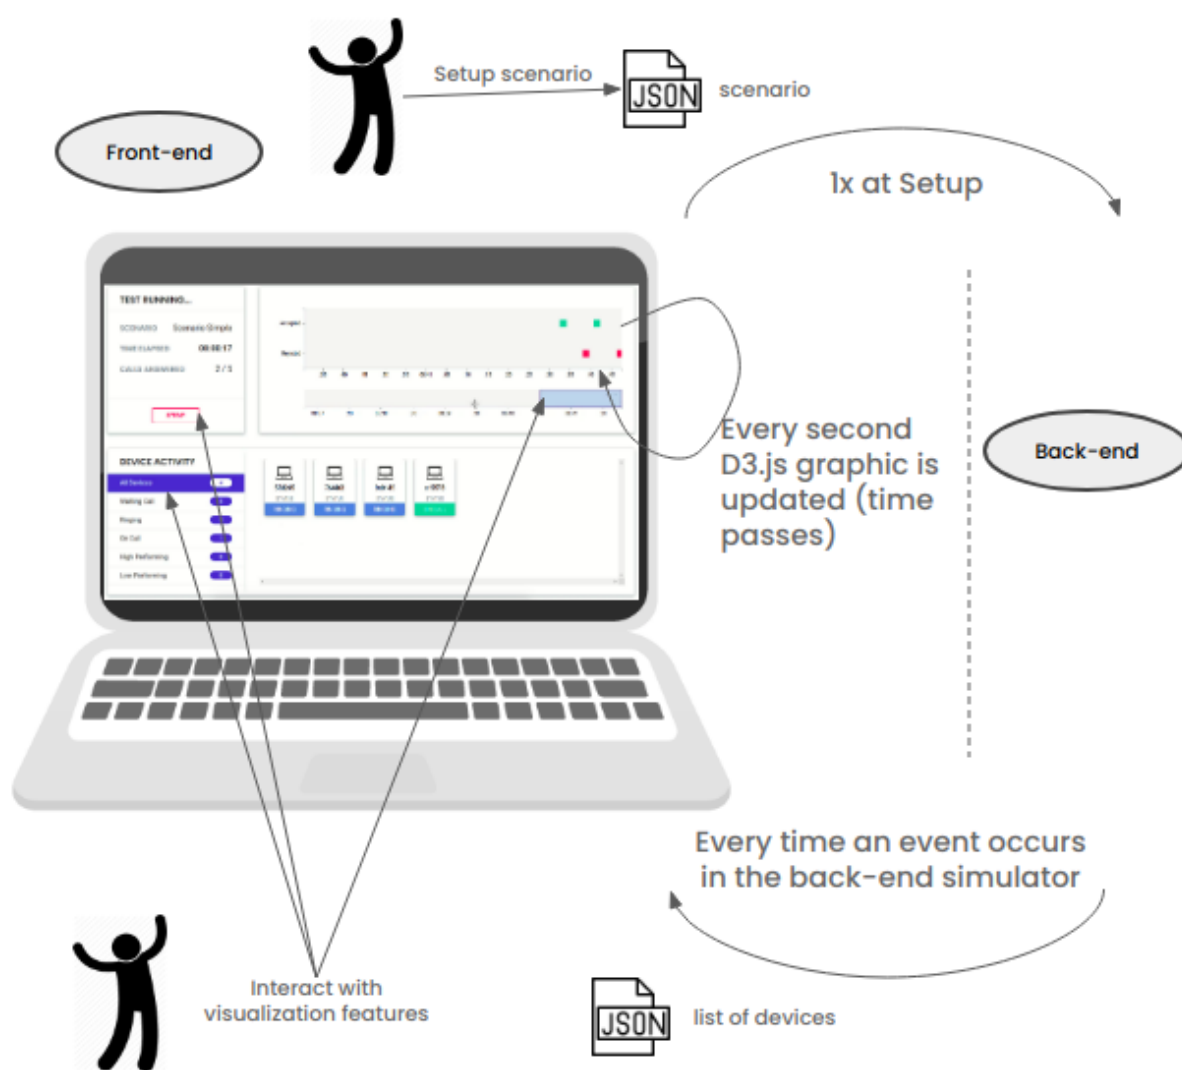 Setup scenario
JSON
scenario
Front-end
1x at Setup
TEST RUNNING...
SCENARIO Scenario Simple
TIME ELAPSED 00:00:17
CALLS ANSWERED 2 / 5
STOP
Every second
D3.js graphic is
updated (time
passes)
Back-end
DEVICE ACTIVITY
All Devices
Waiting Call
Ringing
On Call
High Performing
Low Performing
Every time an event occurs
in the back-end simulator
Interact with
visualization features
JSON
list of devices